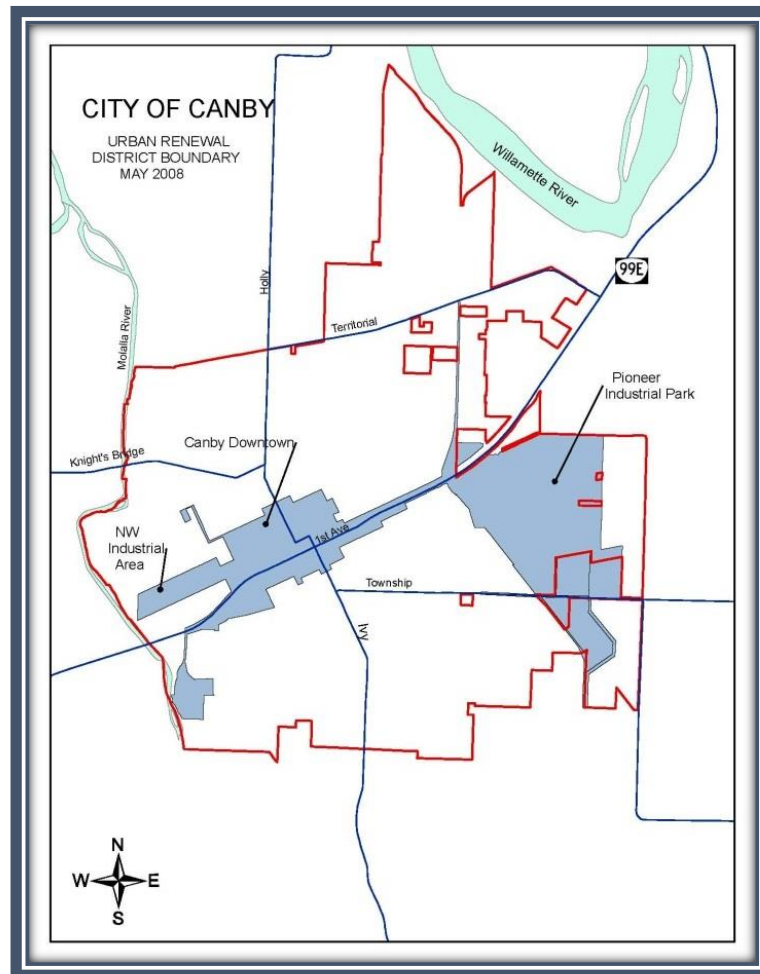 CITY OF CANBY
URBAN RENEWAL
DISTRICT BOUNDARY
MAY 2008
Willamette River
99E
Holly
Molalla River
Territorial
Pioneer
Industrial Park
Canby Downtown
Knight's Bridge
1st Ave
NW
Industrial
Area
Township
Ivy
N
W E
S